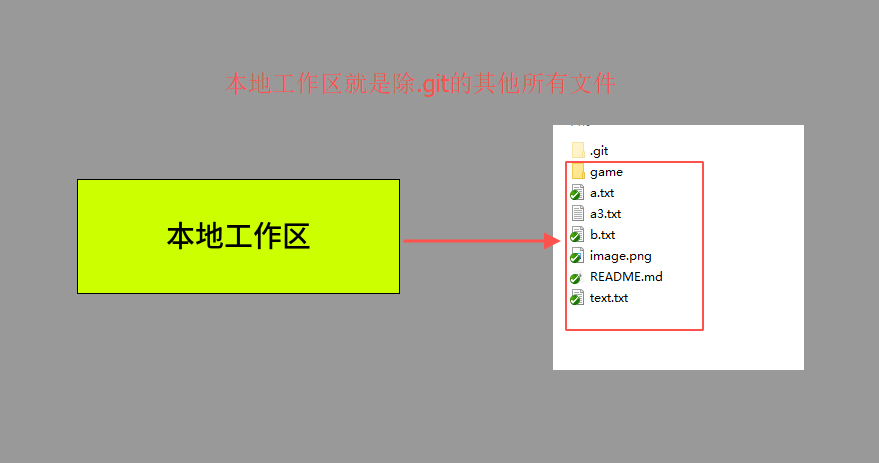 本地工作区就是除.git的其他所有文件
.git
game
a.txt
本地工作区
a3.txt
b.txt
image.png
README.md
text.txt